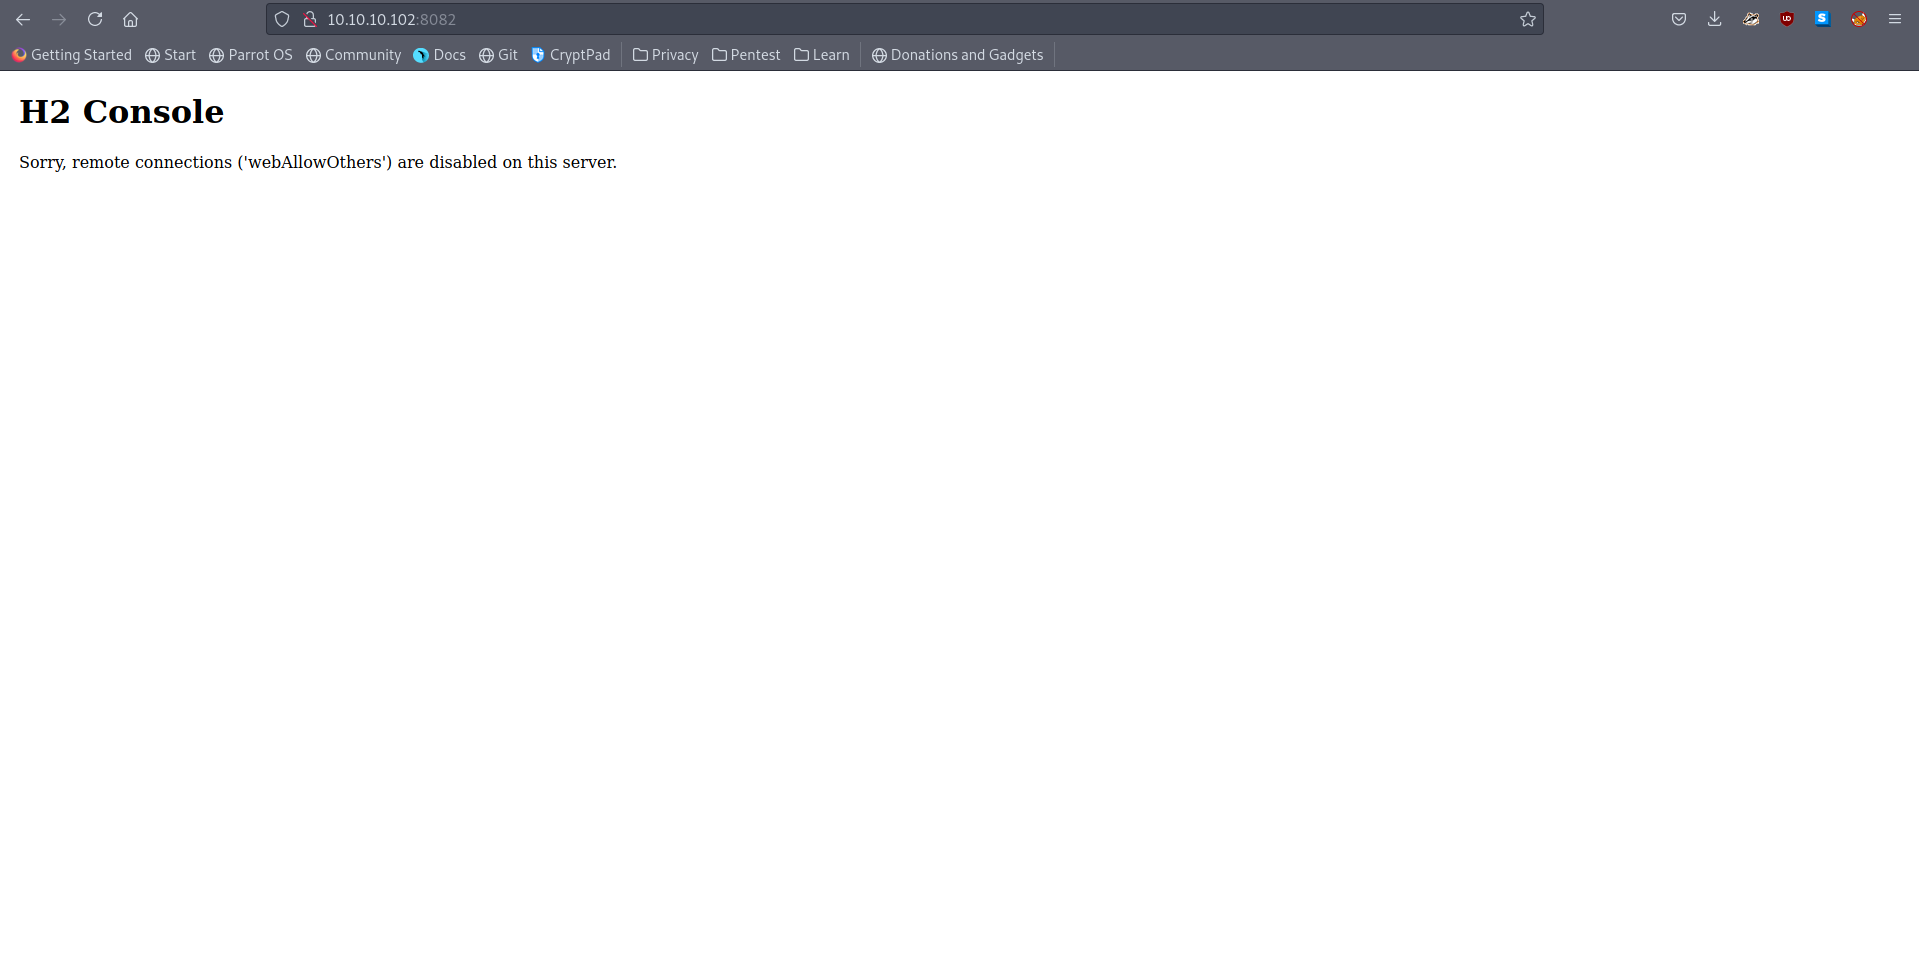 10.10.10.102:8082
Getting Started Start Parrot OS Community Docs Git CryptPad Privacy Pentest Learn Donations and Gadgets
H2 Console
Sorry, remote connections ('webAllowOthers') are disabled on this server.